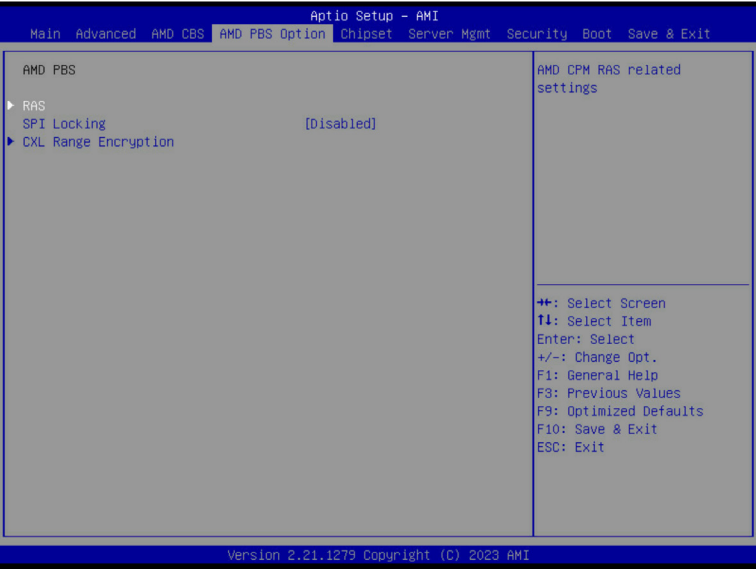 Aptio Setup – AMI
Main Advanced AMD CBS AMD PBS Option Chipset Server Mgmt Security Boot Save & Exit
AMD PBS
RAS
SPI Locking [Disabled]
CXL Range Encryption
AMD CPM RAS related
settings
→←: Select Screen
↑↓: Select Item
Enter: Select
+/-: Change Opt.
F1: General Help
F3: Previous Values
F9: Optimized Defaults
F10: Save & Exit
ESC: Exit
Version 2.21.1279 Copyright (C) 2023 AMI